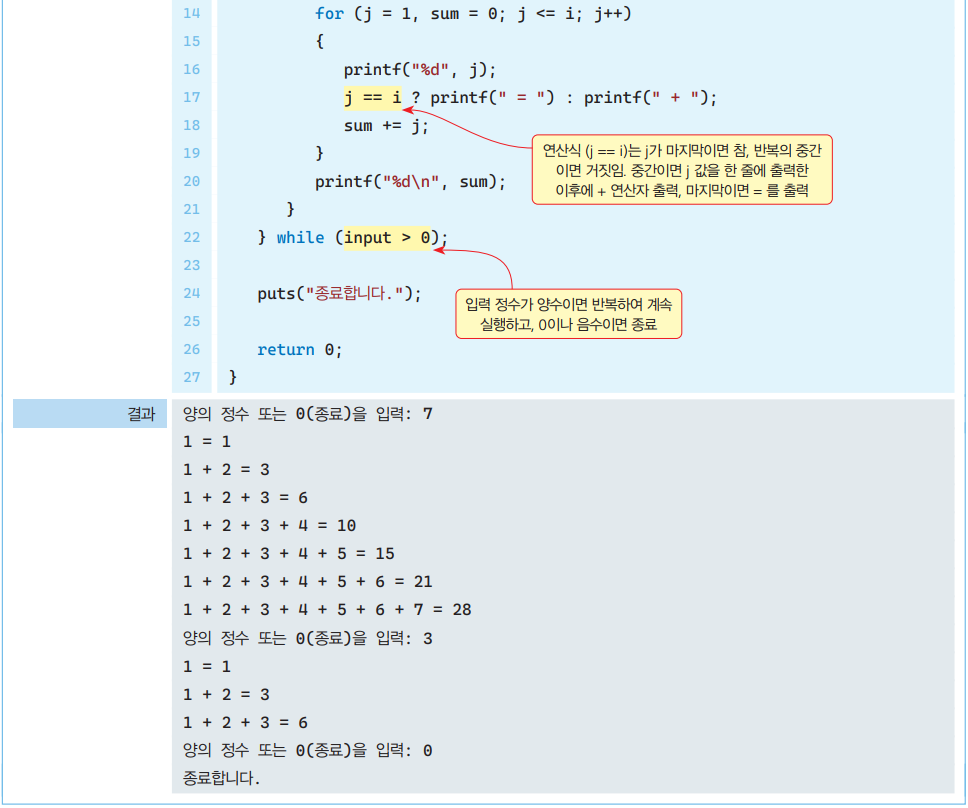 14 for (j = 1, sum = 0; j <= i; j++)
15 {
16 printf("%d", j);
17 j == i ? printf(" = ") : printf(" + ");
18 sum += j;
연산식 (j == i)는 j가 마지막이면 참, 반복의 중간
이면 거짓임. 중간이면 j 값을 한 줄에 출력한
이후에 + 연산자 출력, 마지막이면 = 를 출력
19 }
20 printf("%d\n", sum);
21 }
22 } while (input > 0);
23
24 puts("종료합니다.");
입력 정수가 양수이면 반복하여 계속
실행하고, 0이나 음수이면 종료
25
26 return 0;
27 }
결과
양의 정수 또는 0(종료)을 입력: 7
1 = 1
1 + 2 = 3
1 + 2 + 3 = 6
1 + 2 + 3 + 4 = 10
1 + 2 + 3 + 4 + 5 = 15
1 + 2 + 3 + 4 + 5 + 6 = 21
1 + 2 + 3 + 4 + 5 + 6 + 7 = 28
양의 정수 또는 0(종료)을 입력: 3
1 = 1
1 + 2 = 3
1 + 2 + 3 = 6
양의 정수 또는 0(종료)을 입력: 0
종료합니다.